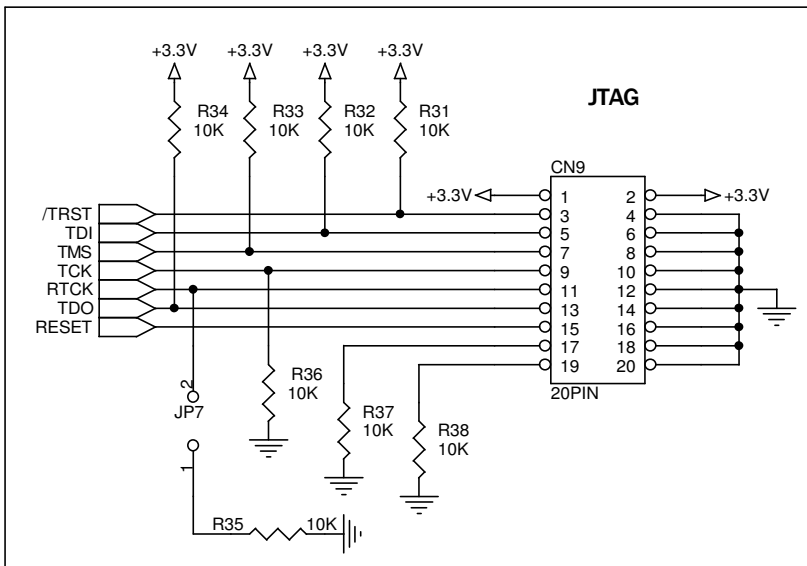 +3.3V +3.3V +3.3V +3.3V
JTAG
R34 R33 R32 R31
10K 10K 10K 10K
CN9
+3.3V 1 2 +3.3V
/TRST 3 4
TDI 5 6
TMS 7 8
TCK 9 10
RTCK 11 12
TDO 13 14
RESET 15 16
17 18
19 20
20PIN
R36
10K
2
JP7
1
R37
10K
R38
10K
R35 10K